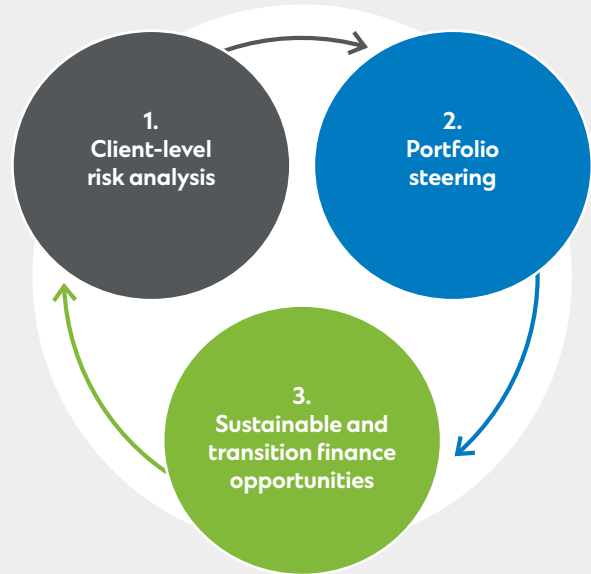 1.
Client-level
risk analysis
2.
Portfolio
steering
3.
Sustainable and
transition finance
opportunities